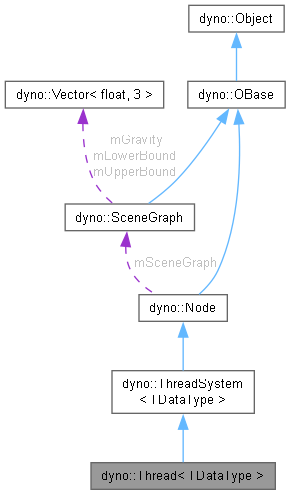 dyno::Object
dyno::Vector< float, 3 >
dyno::OBase
mGravity
mLowerBound
mUpperBound
dyno::SceneGraph
mSceneGraph
dyno::Node
dyno::ThreadSystem
< TDataType >
dyno::Thread< TDataType >